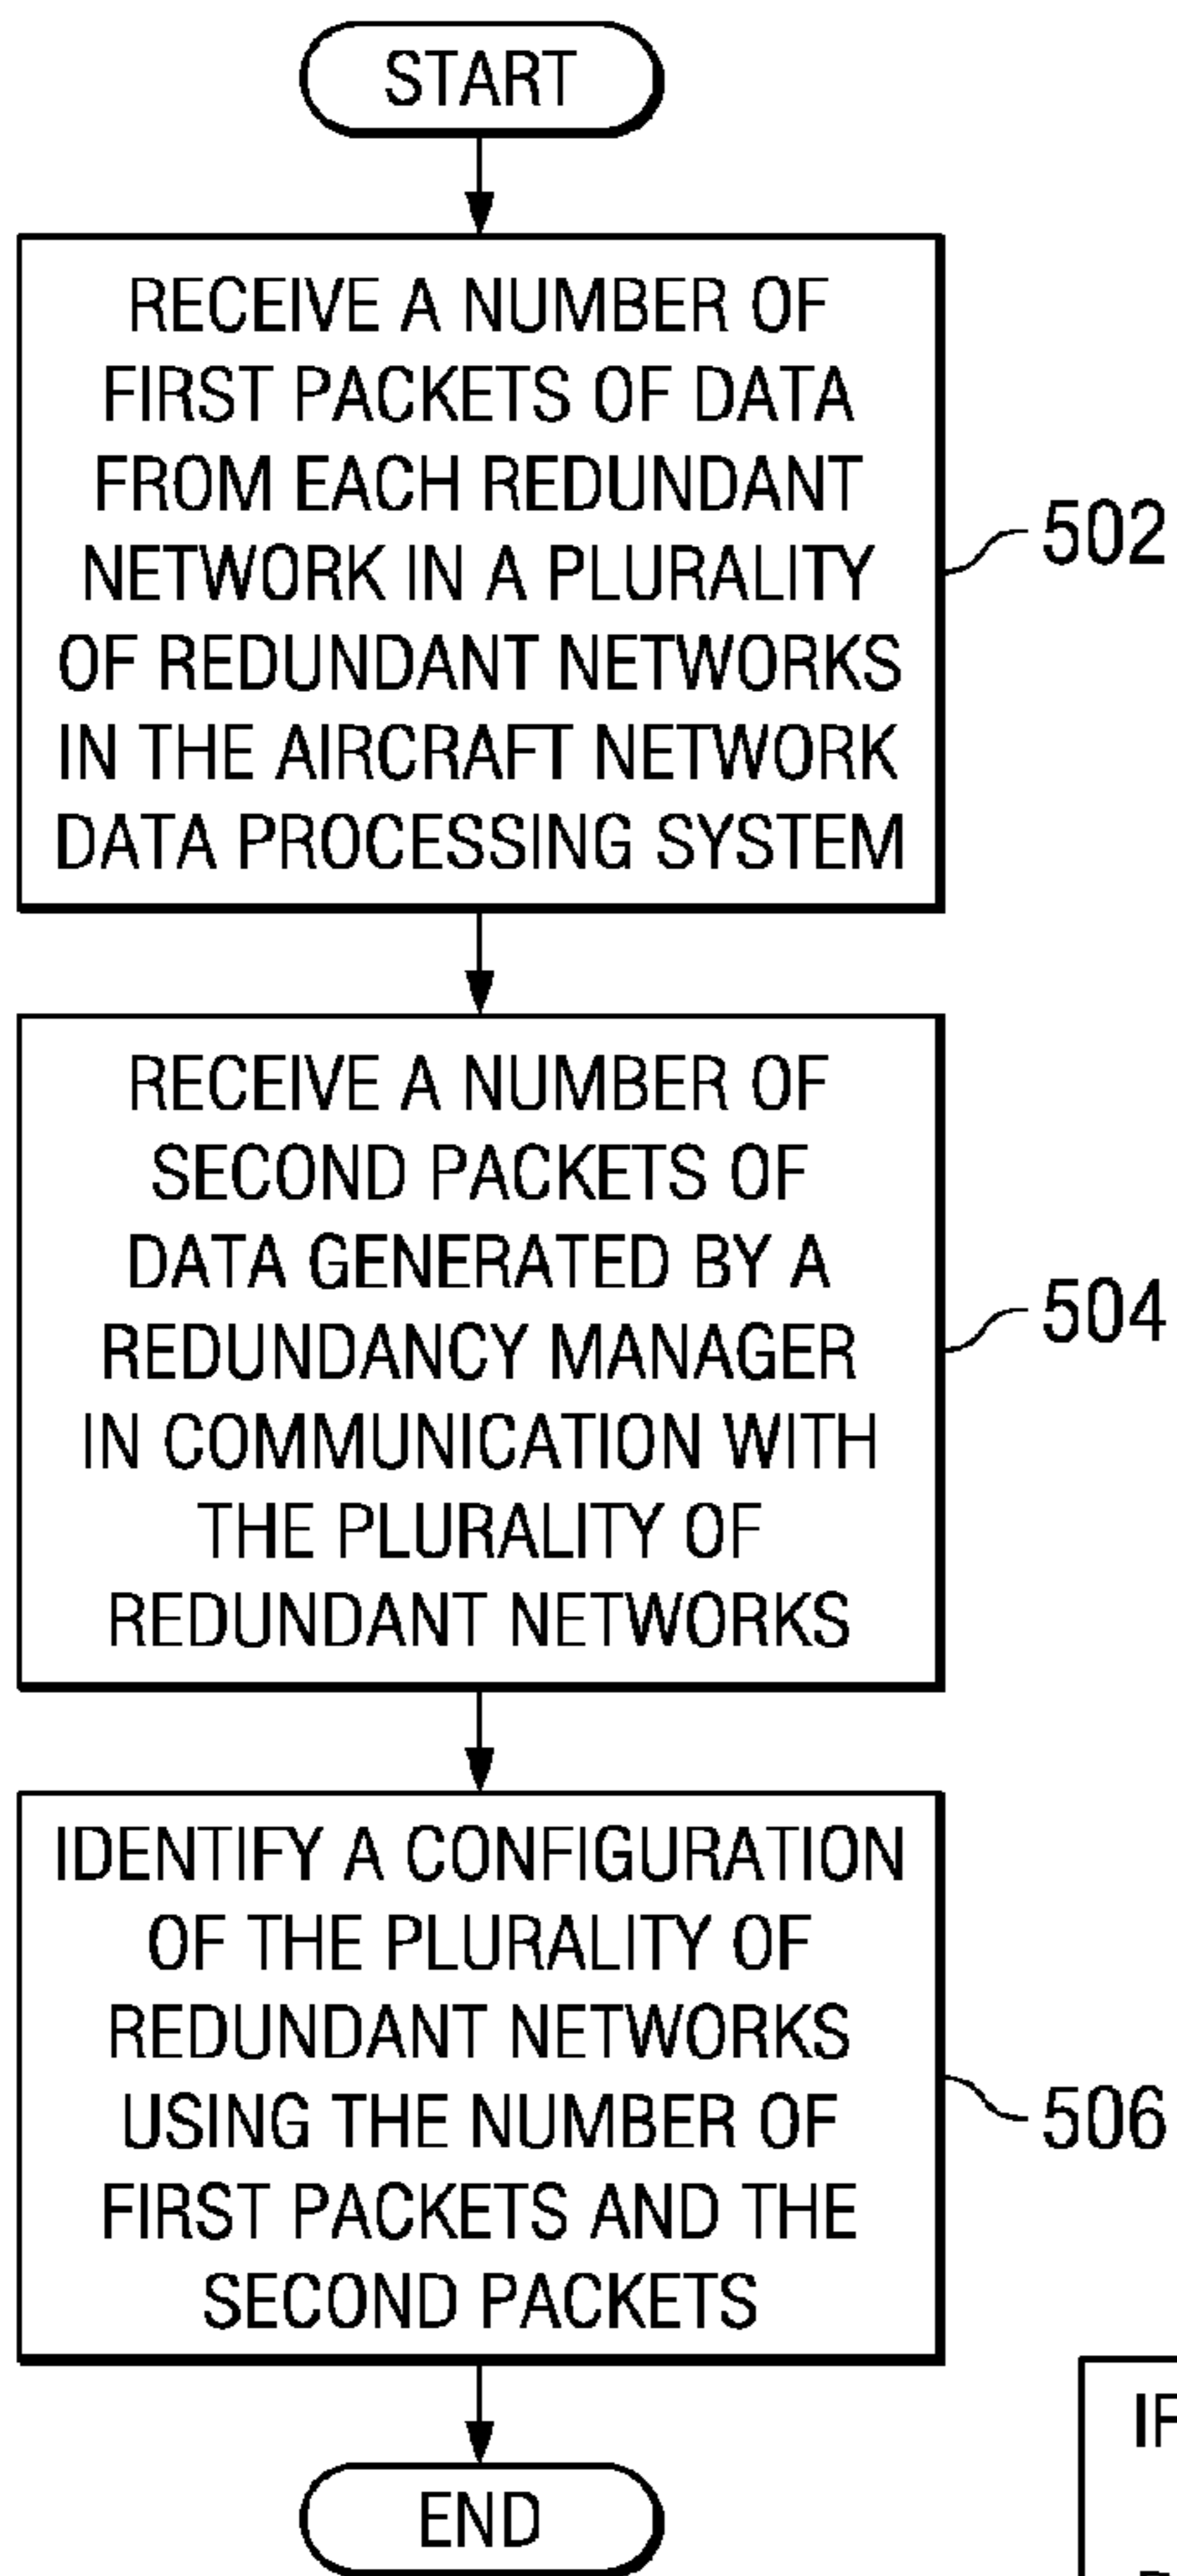 START
RECEIVE A NUMBER OF
FIRST PACKETS OF DATA
FROM EACH REDUNDANT
NETWORK IN A PLURALITY
OF REDUNDANT NETWORKS
IN THE AIRCRAFT NETWORK
DATA PROCESSING SYSTEM
502
RECEIVE A NUMBER OF
SECOND PACKETS OF
DATA GENERATED BY A
REDUNDANCY MANAGER
IN COMMUNICATION WITH
THE PLURALITY OF
REDUNDANT NETWORKS
504
IDENTIFY A CONFIGURATION
OF THE PLURALITY OF
REDUNDANT NETWORKS
USING THE NUMBER OF
FIRST PACKETS AND THE
SECOND PACKETS
506
END